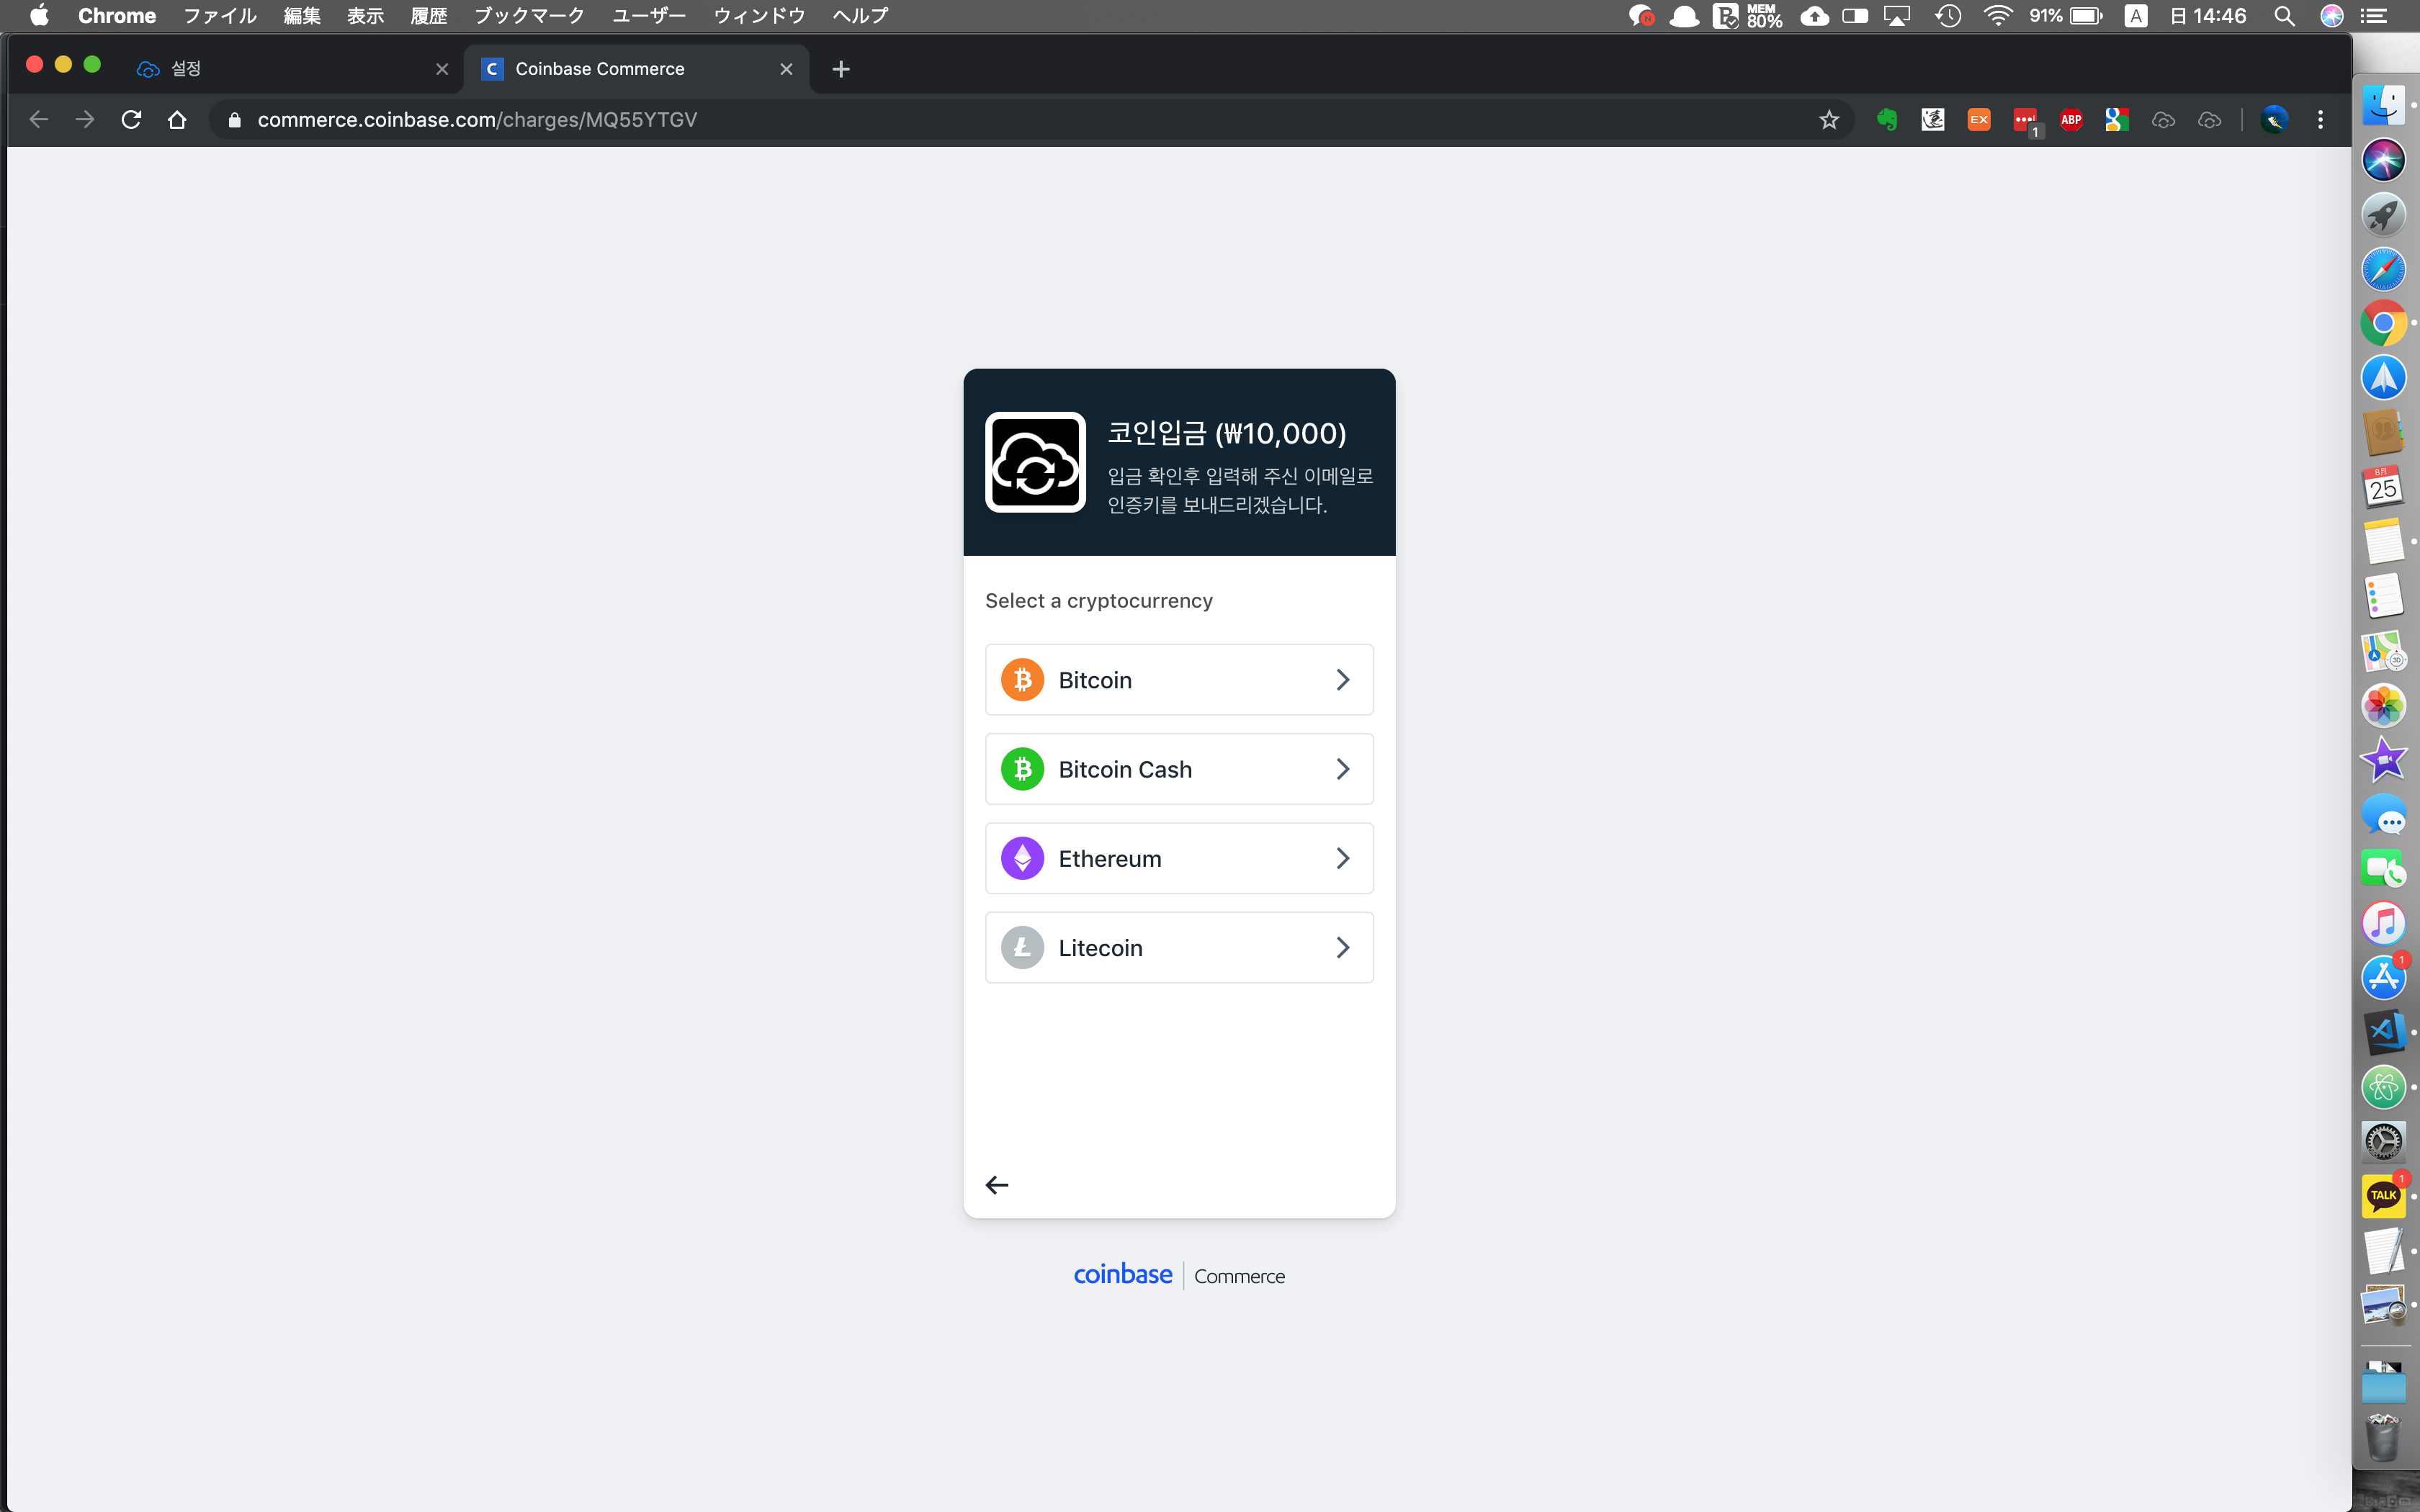 Chrome ファイル 編集 表示 履歴 ブックマーク ユーザー ウィンドウ ヘルプ MEM 80% 91% A 日 14:46
설정
Coinbase Commerce
commerce.coinbase.com/charges/MQ55YTGV
EX
1
ABP
코인입금 (₩10,000)
입금 확인후 입력해 주신 이메일로
인증키를 보내드리겠습니다.
Select a cryptocurrency
Bitcoin
Bitcoin Cash
Ethereum
Litecoin
coinbase Commerce
8月
25
3D
1
1
TALK